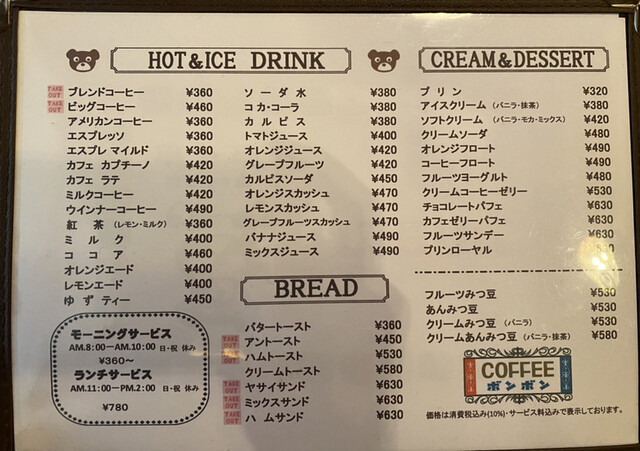 HOT&ICE DRINK
TAKE OUT ブレンドコーヒー ¥360
TAKE OUT ビッグコーヒー ¥460
アメリカンコーヒー ¥360
エスプレッソ ¥360
エスプレ マイルド ¥360
カフェ カプチーノ ¥420
カフェ ラテ ¥420
ミルクコーヒー ¥420
ウインナーコーヒー ¥490
紅 茶 (レモン・ミルク) ¥360
ミ ル ク ¥400
コ コ ア ¥460
オレンジエード ¥400
レモンエード ¥400
ゆず ティー ¥450
モーニングサービス
AM.8:00-AM.10:00 日・祝 休み
¥360~
ランチサービス
AM.11:00-PM.2:00 日・祝 休み
¥780
ソ ー ダ 水 ¥380
コ カ・コ ー ラ ¥380
カ ル ピ ス ¥380
トマトジュース ¥400
オレンジジュース ¥420
グレープフルーツ ¥420
カルピスソーダ ¥450
オレンジスカッシュ ¥470
レモンスカッシュ ¥470
グレープフルーツスカッシュ ¥470
バナナジュース ¥490
ミックスジュース ¥490
BREAD
バタートースト ¥360
TAKE OUT アントースト ¥450
TAKE OUT ハムトースト ¥530
クリームトースト ¥580
TAKE OUT ヤサイサンド ¥630
TAKE OUT ミックスサンド ¥630
TAKE OUT ハ ムサンド ¥630
CREAM&DESSERT
プ リ ン ¥320
アイスクリーム (バニラ・抹茶) ¥380
ソフトクリーム (バニラ・モカ・ミックス) ¥420
クリームソーダ ¥480
オレンジフロート ¥490
コーヒーフロート ¥490
フルーツヨーグルト ¥480
クリームコーヒーゼリー ¥530
チョコレートパフェ ¥630
カフェゼリーパフェ ¥630
フルーツサンデー ¥630
プリンローヤル
フルーツみつ豆 ¥530
あんみつ豆 ¥530
クリームみつ豆 (バニラ) ¥530
クリームあんみつ豆 (バニラ・抹茶) ¥580
COFFEE
ボンボン
価格は消費税込み(10%)・サービス料込みで表示しております。